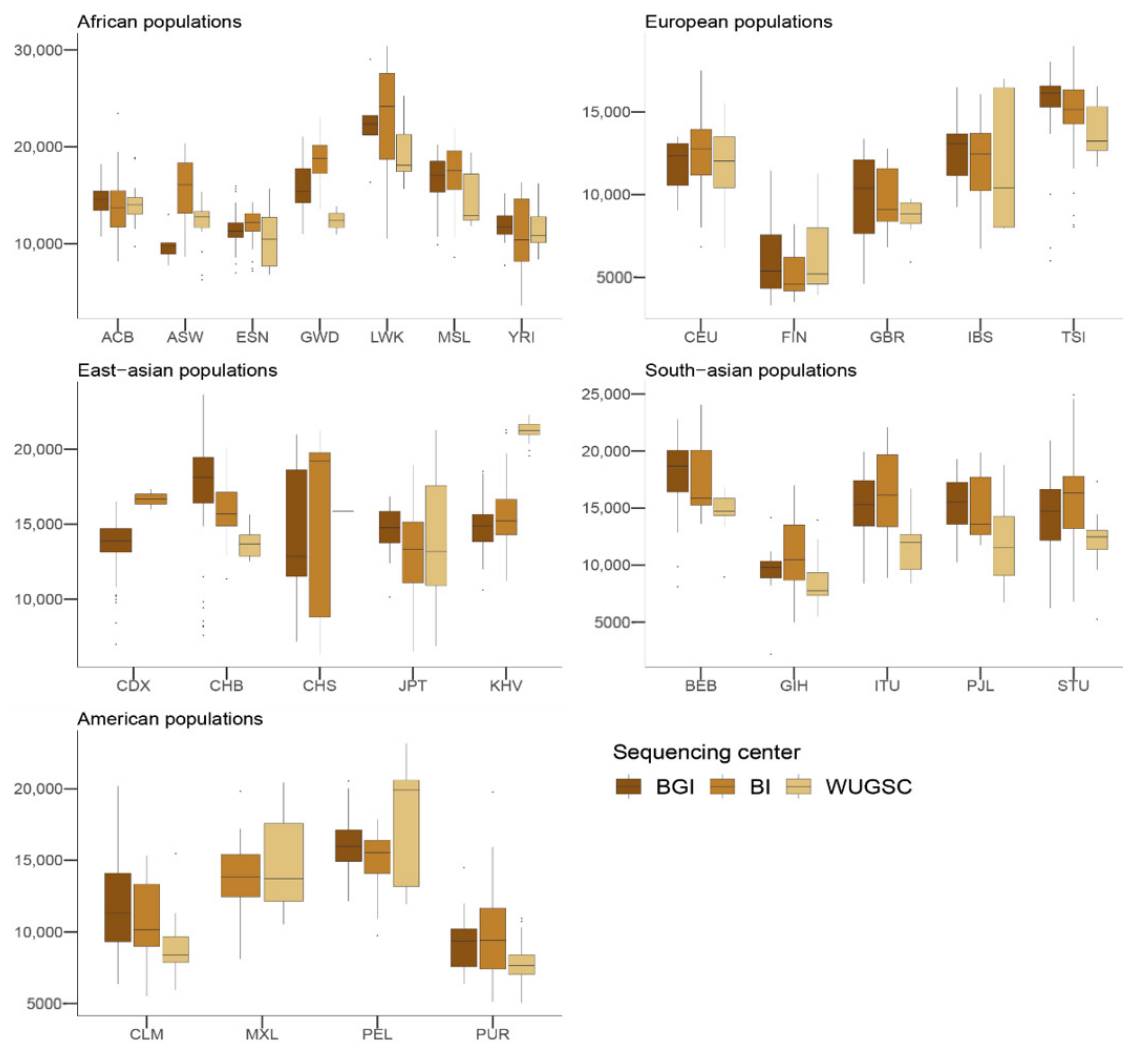 African populations
30,000
20,000
10,000
ACB ASW ESN GWD LWK MSL YRI
European populations
15,000
10,000
5000
CEU FIN GBR IBS TSI
East−asian populations
20,000
15,000
10,000
CDX CHB CHS JPT KHV
South−asian populations
25,000
20,000
15,000
10,000
5000
BEB GIH ITU PJL STU
American populations
20,000
15,000
10,000
5000
CLM MXL PEL PUR
Sequencing center
BGI BI WUGSC